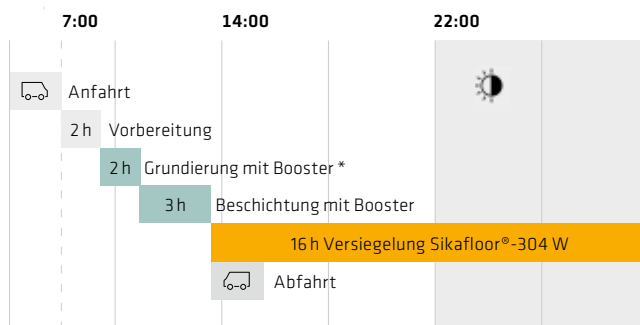 7:00 14:00 22:00
Anfahrt
2 h Vorbereitung
2 h Grundierung mit Booster *
3 h Beschichtung mit Booster
16 h Versiegelung Sikafloor®-304 W
Abfahrt